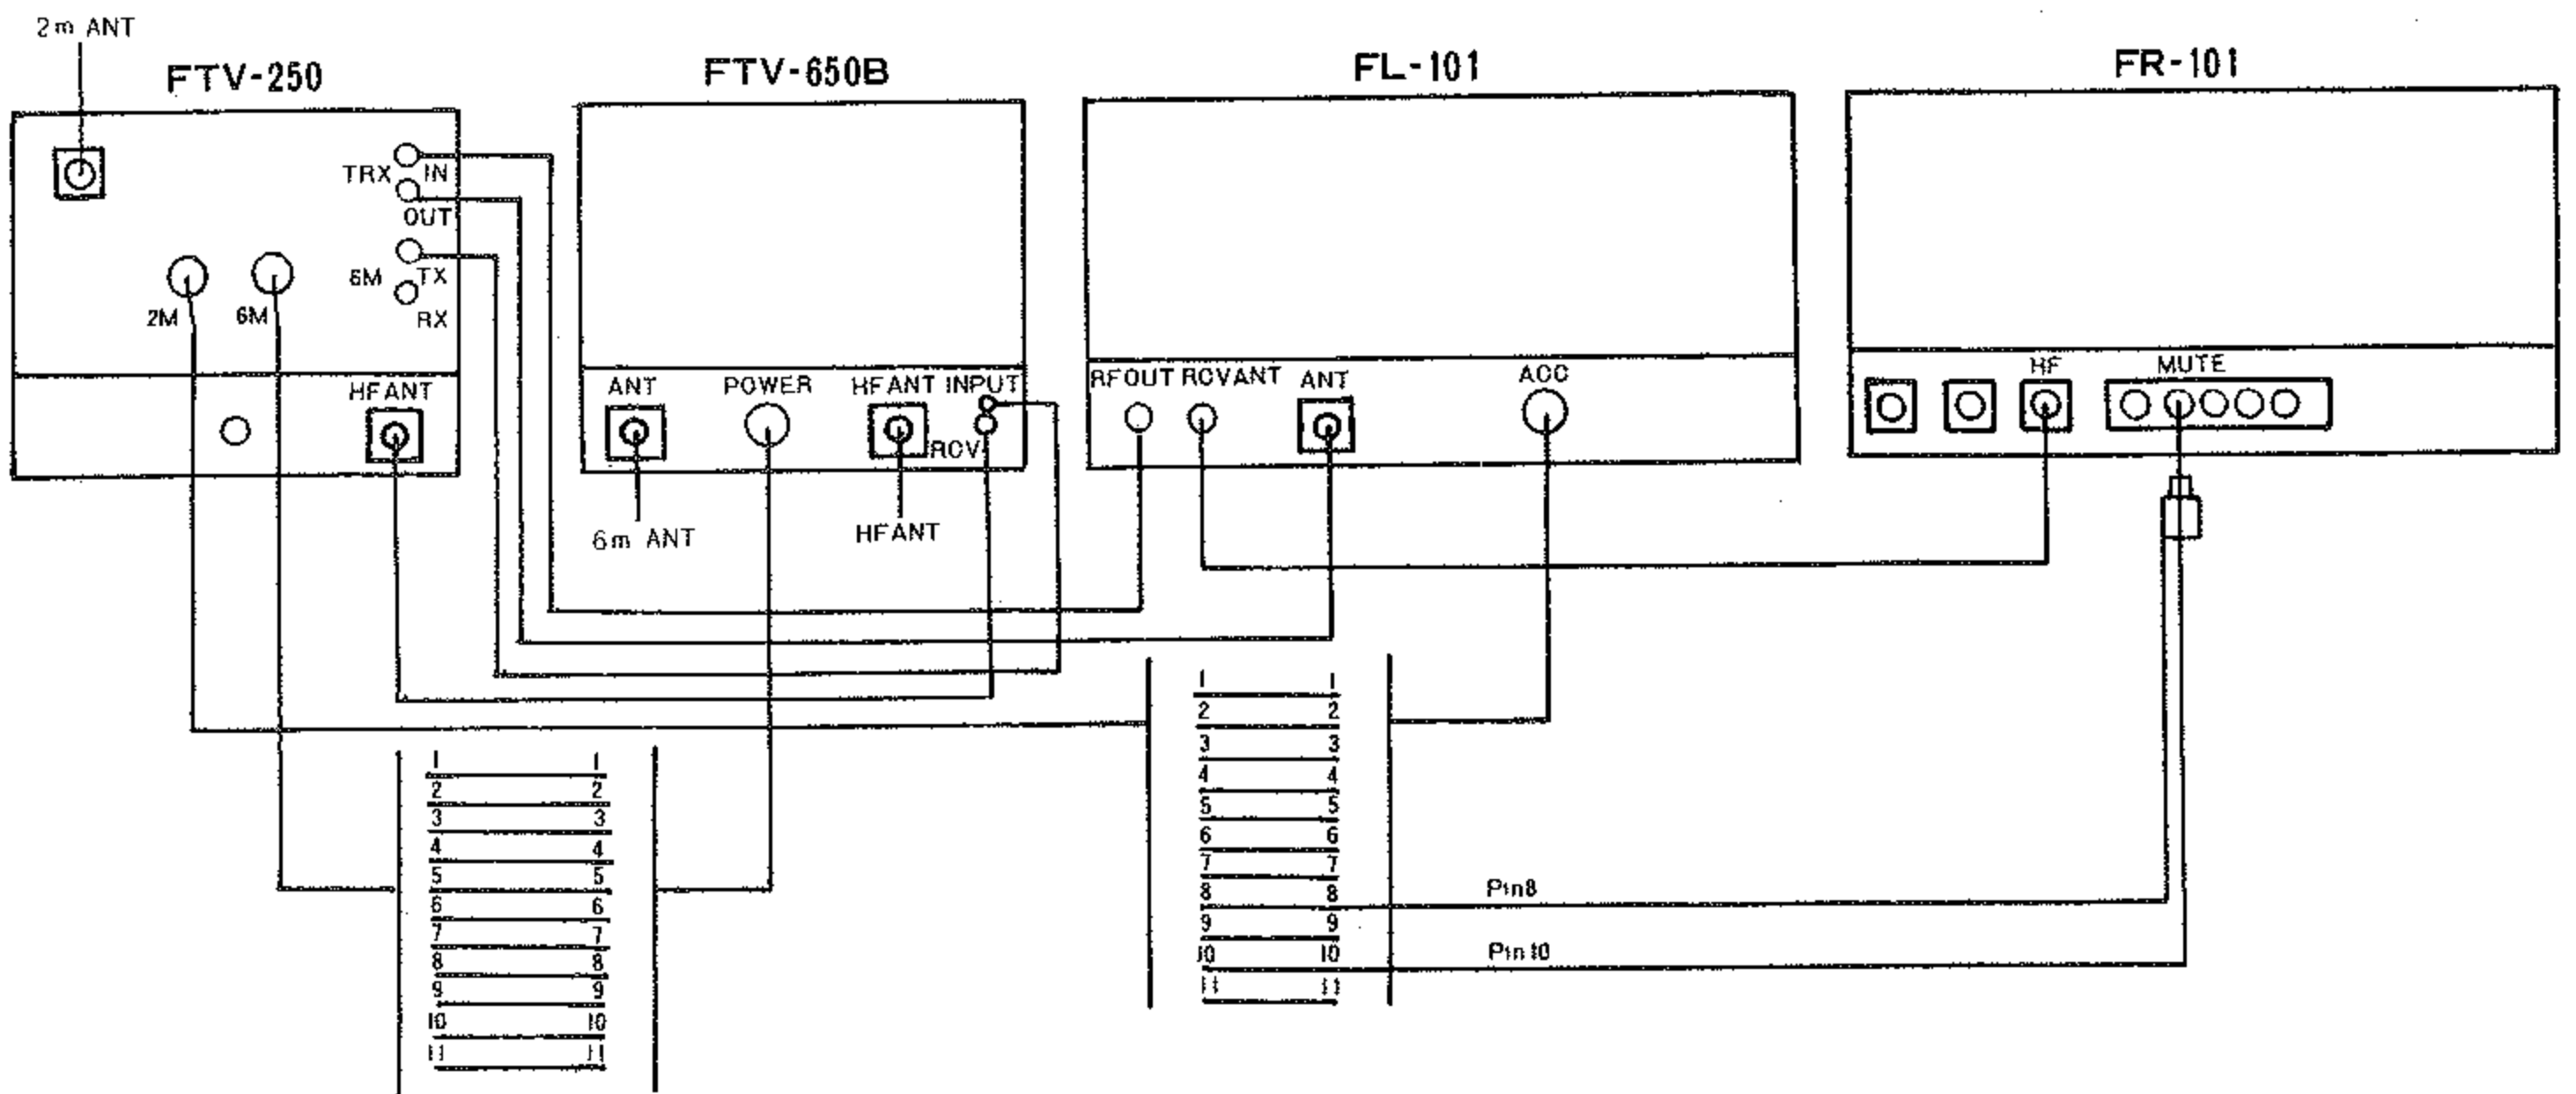 2m ANT
FTV-250
FTV-650B
FL-101
FR-101
TRX IN
OUT
6M TX
RX
2M
6M
HF ANT
ANT
POWER
HF ANT
INPUT
RCV
6m ANT
HF ANT
RFOUT
RCVANT
ANT
ACC
HF
MUTE
1 1
2 2
3 3
4 4
5 5
6 6
7 7
8 8
9 9
10 10
11 11
1 1
2 2
3 3
4 4
5 5
6 6
7 7
8 8
9 9
10 10
11 11
Pin8
Pin10